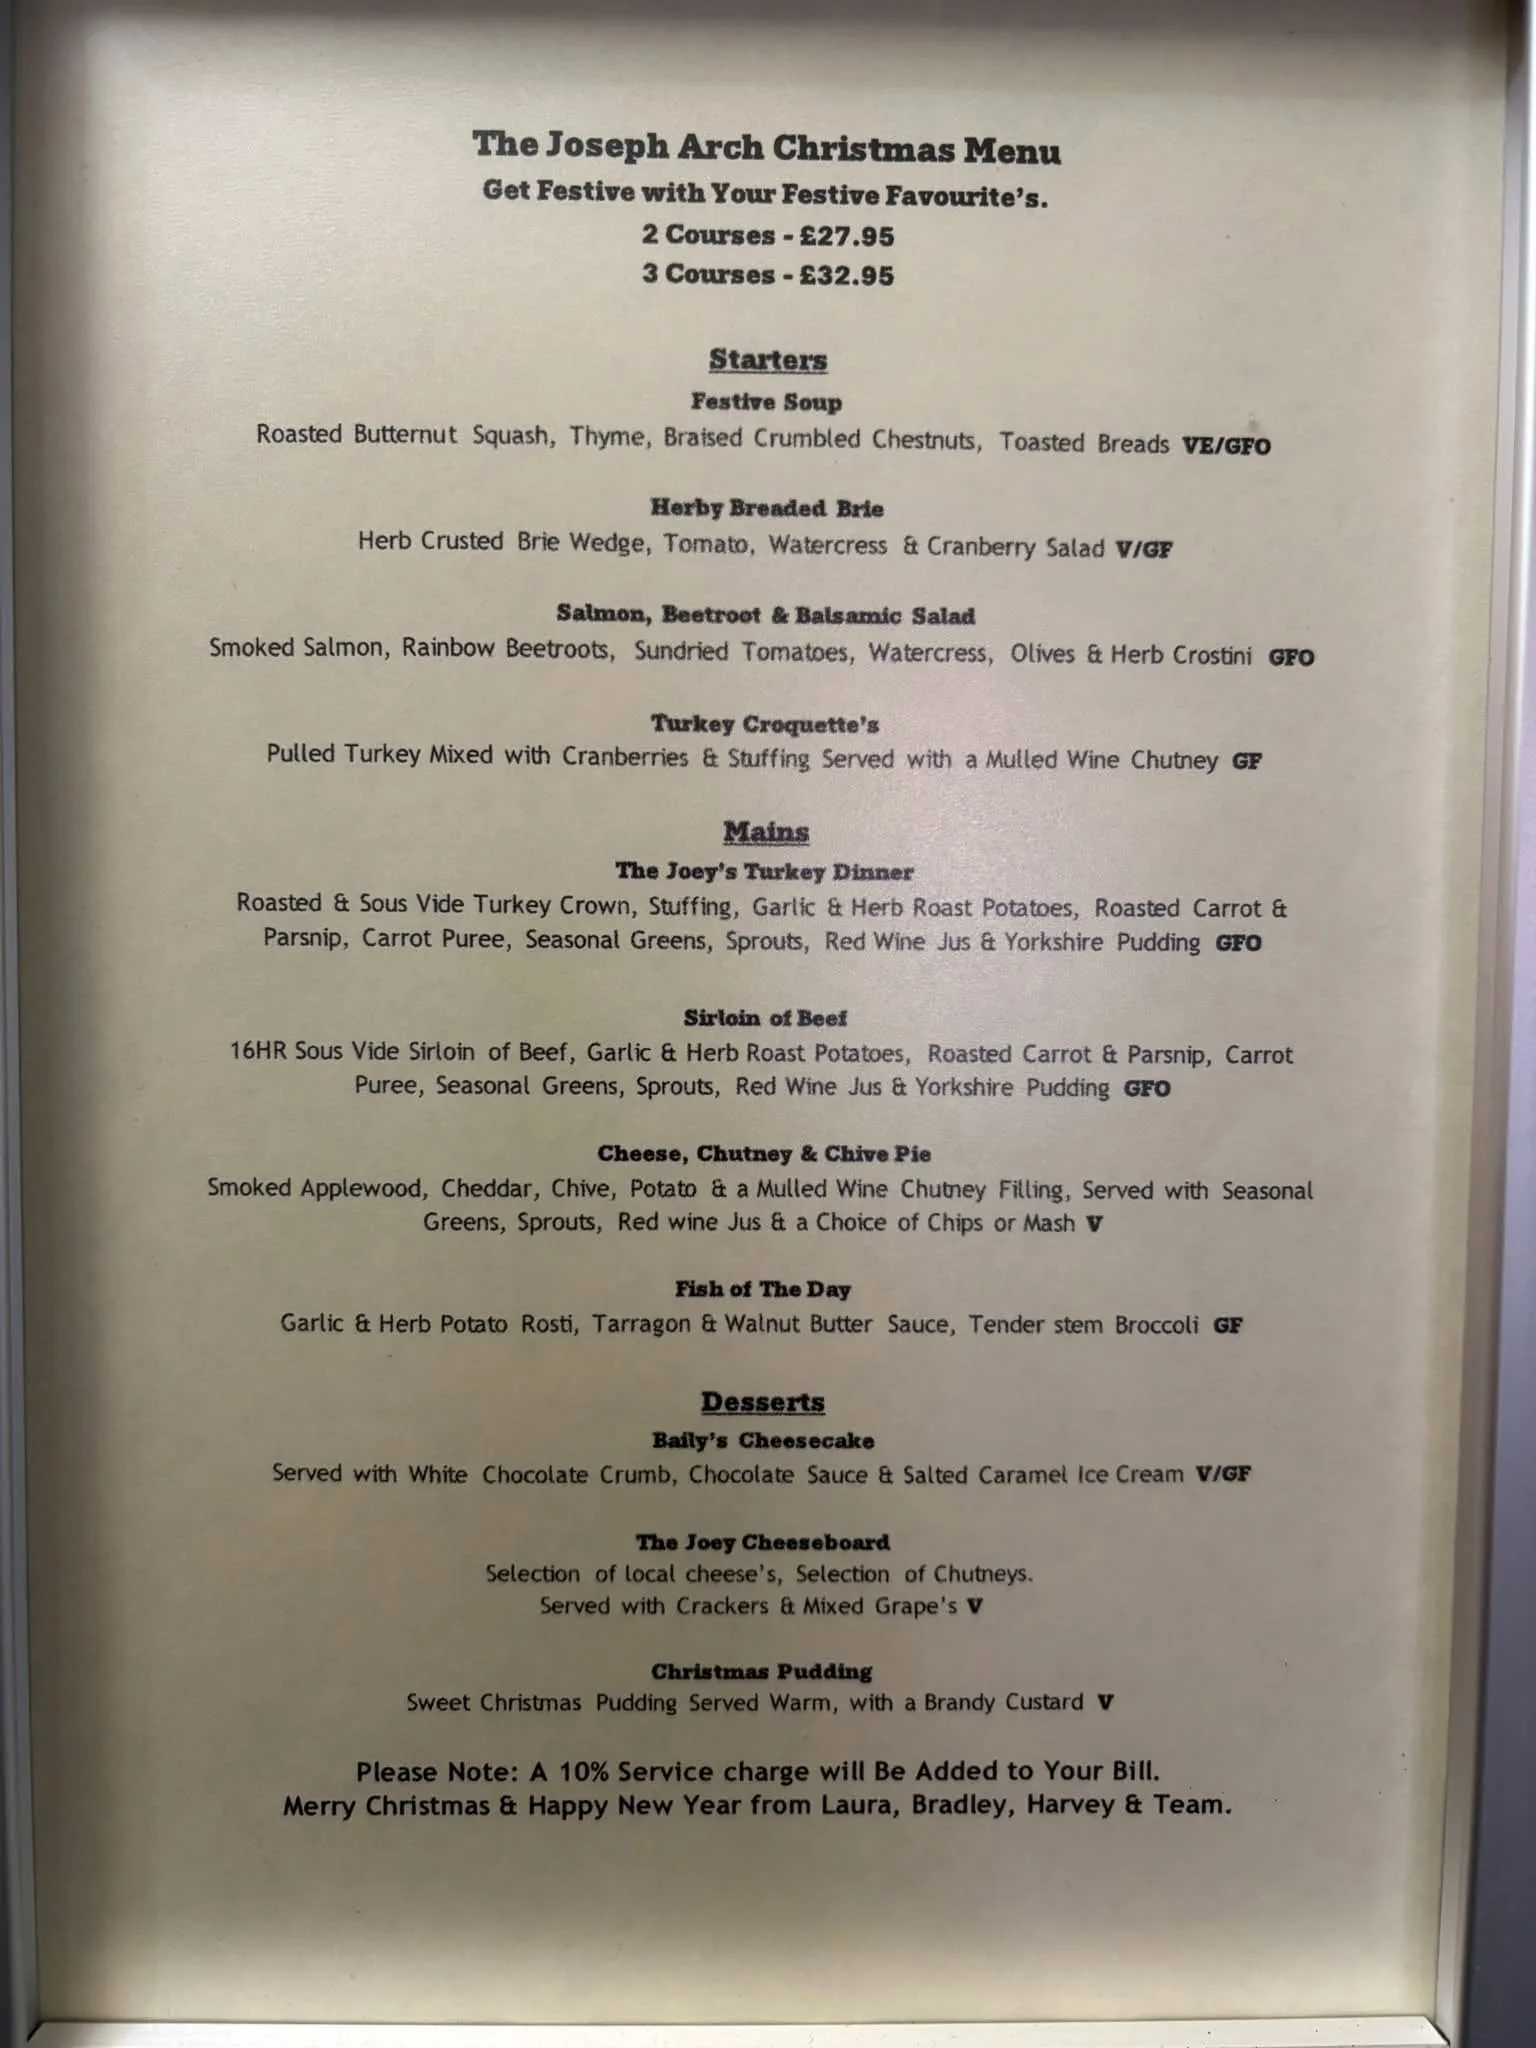 The Joseph Arch Christmas Menu
Get Festive with Your Festive Favourite's.
2 Courses - £27.95
3 Courses - £32.95
Starters
Festive Soup
Roasted Butternut Squash, Thyme, Braised Crumbled Chestnuts, Toasted Breads VE/GFO
Herby Breaded Brie
Herb Crusted Brie Wedge, Tomato, Watercress & Cranberry Salad V/GF
Salmon, Beetroot & Balsamic Salad
Smoked Salmon, Rainbow Beetroots, Sundried Tomatoes, Watercress, Olives & Herb Crostini GFO
Turkey Croquette's
Pulled Turkey Mixed with Cranberries & Stuffing Served with a Mulled Wine Chutney GF
Mains
The Joey's Turkey Dinner
Roasted & Sous Vide Turkey Crown, Stuffing, Garlic & Herb Roast Potatoes, Roasted Carrot &
Parsnip, Carrot Puree, Seasonal Greens, Sprouts, Red Wine Jus & Yorkshire Pudding GFO
Sirloin of Beef
16HR Sous Vide Sirloin of Beef, Garlic & Herb Roast Potatoes, Roasted Carrot & Parsnip, Carrot
Puree, Seasonal Greens, Sprouts, Red Wine Jus & Yorkshire Pudding GFO
Cheese, Chutney & Chive Pie
Smoked Applewood, Cheddar, Chive, Potato & a Mulled Wine Chutney Filling, Served with Seasonal
Greens, Sprouts, Red wine Jus & a Choice of Chips or Mash V
Fish of The Day
Garlic & Herb Potato Rosti, Tarragon & Walnut Butter Sauce, Tender stem Broccoli GF
Desserts
Baily's Cheesecake
Served with White Chocolate Crumb, Chocolate Sauce & Salted Caramel Ice Cream V/GF
The Joey Cheeseboard
Selection of local cheese's, Selection of Chutneys.
Served with Crackers & Mixed Grape's V
Christmas Pudding
Sweet Christmas Pudding Served Warm, with a Brandy Custard V
Please Note: A 10% Service charge will Be Added to Your Bill.
Merry Christmas & Happy New Year from Laura, Bradley, Harvey & Team.